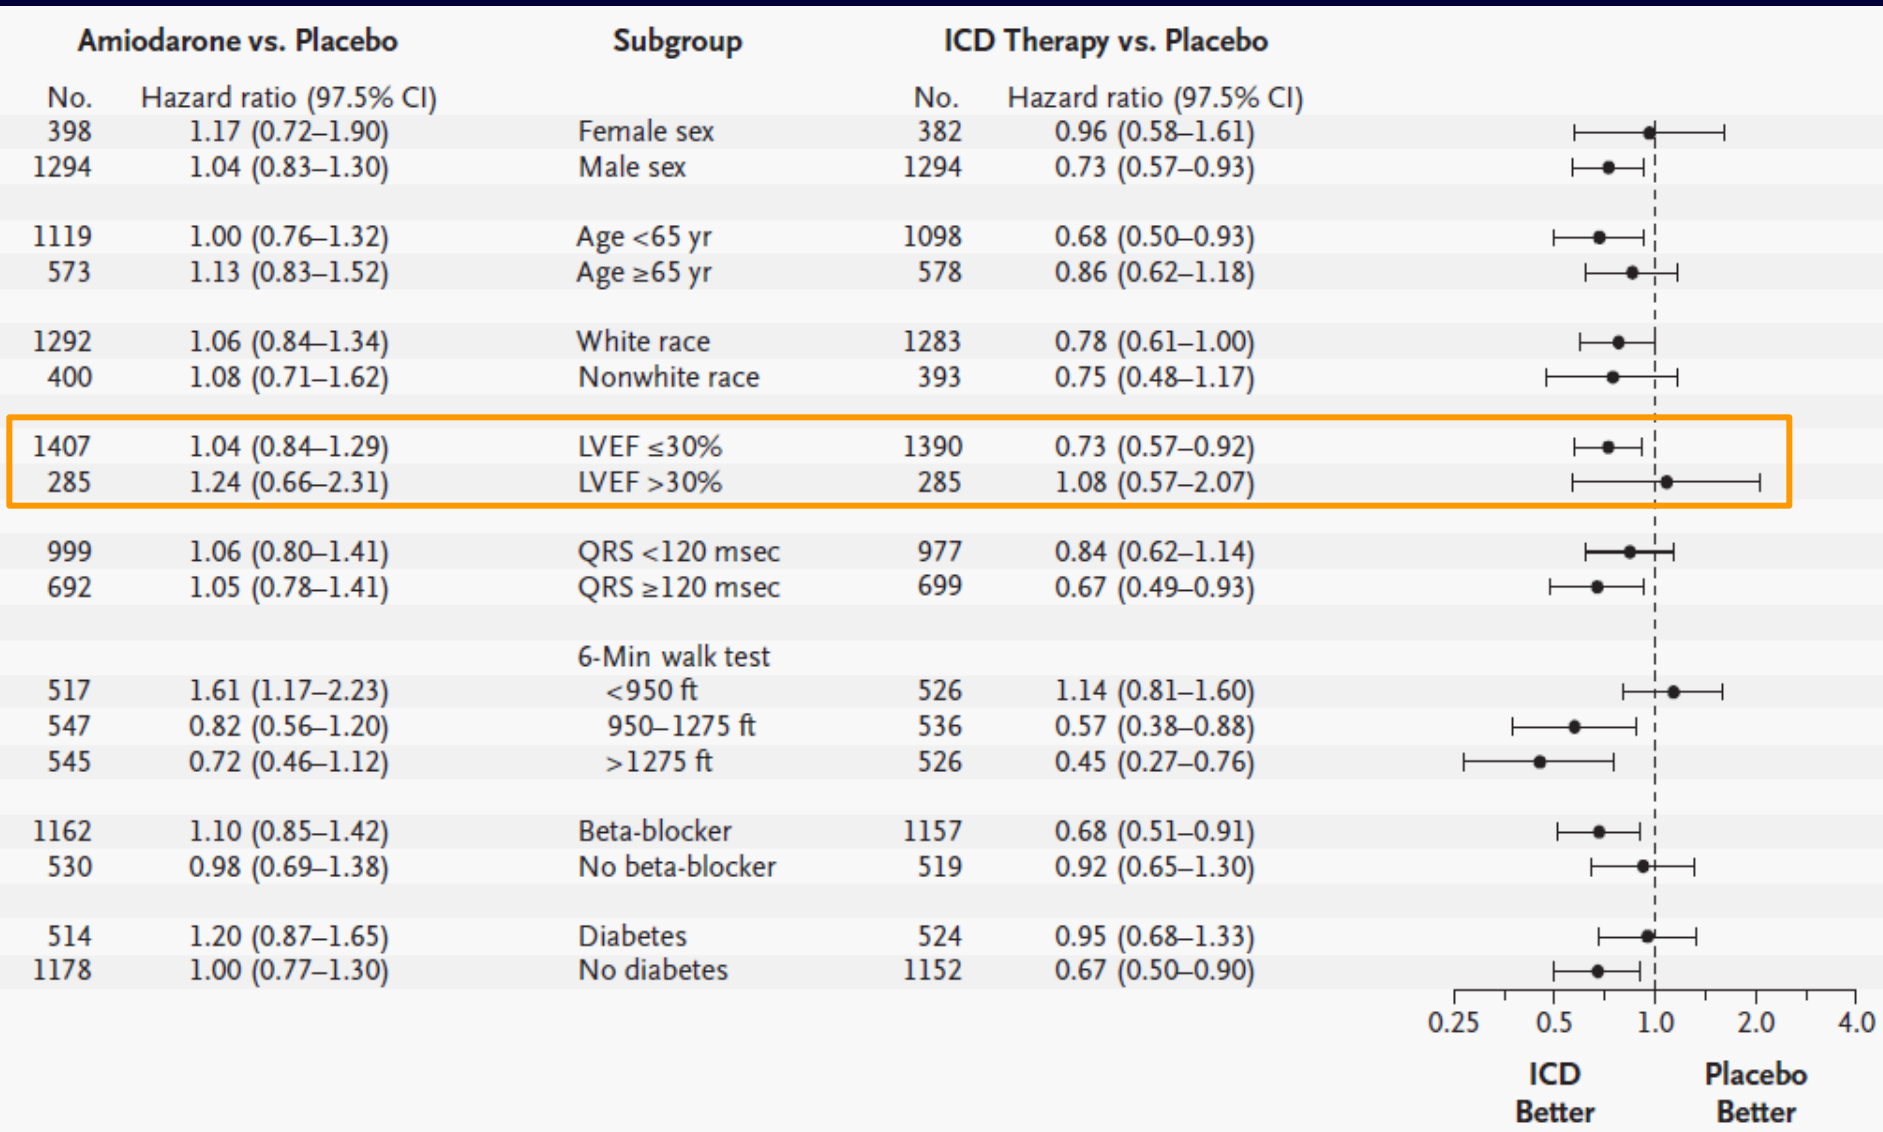 Amiodarone vs. Placebo Subgroup ICD Therapy vs. Placebo
No. Hazard ratio (97.5% CI) No. Hazard ratio (97.5% CI)
398 1.17 (0.72–1.90) Female sex 382 0.96 (0.58–1.61)
1294 1.04 (0.83–1.30) Male sex 1294 0.73 (0.57–0.93)
1119 1.00 (0.76–1.32) Age <65 yr 1098 0.68 (0.50–0.93)
573 1.13 (0.83–1.52) Age ≥65 yr 578 0.86 (0.62–1.18)
1292 1.06 (0.84–1.34) White race 1283 0.78 (0.61–1.00)
400 1.08 (0.71–1.62) Nonwhite race 393 0.75 (0.48–1.17)
1407 1.04 (0.84–1.29) LVEF ≤30% 1390 0.73 (0.57–0.92)
285 1.24 (0.66–2.31) LVEF >30% 285 1.08 (0.57–2.07)
999 1.06 (0.80–1.41) QRS <120 msec 977 0.84 (0.62–1.14)
692 1.05 (0.78–1.41) QRS ≥120 msec 699 0.67 (0.49–0.93)
6-Min walk test
517 1.61 (1.17–2.23) <950 ft 526 1.14 (0.81–1.60)
547 0.82 (0.56–1.20) 950–1275 ft 536 0.57 (0.38–0.88)
545 0.72 (0.46–1.12) >1275 ft 526 0.45 (0.27–0.76)
1162 1.10 (0.85–1.42) Beta-blocker 1157 0.68 (0.51–0.91)
530 0.98 (0.69–1.38) No beta-blocker 519 0.92 (0.65–1.30)
514 1.20 (0.87–1.65) Diabetes 524 0.95 (0.68–1.33)
1178 1.00 (0.77–1.30) No diabetes 1152 0.67 (0.50–0.90)
0.25 0.5 1.0 2.0 4.0
ICD Placebo
Better Better